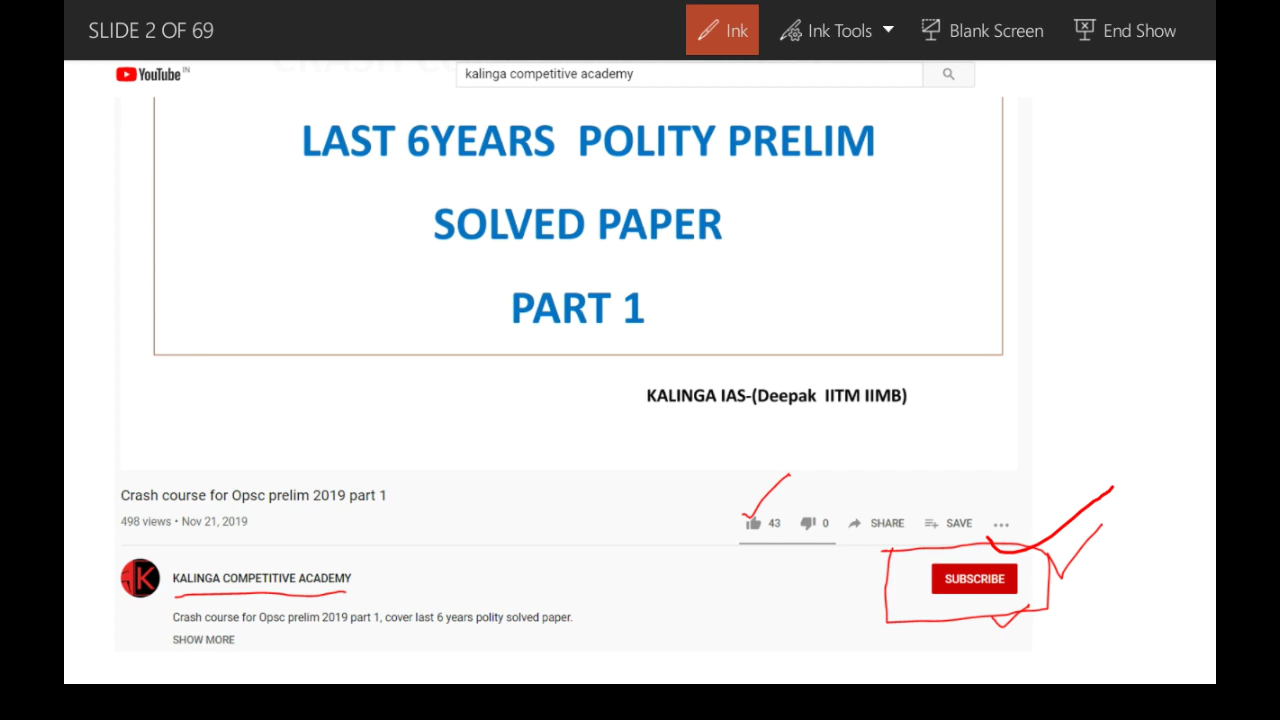 SLIDE 2 OF 69 Ink Ink Tools Blank Screen End Show
YouTube IN kalinga competitive academy
LAST 6YEARS POLITY PRELIM
SOLVED PAPER
PART 1
KALINGA IAS-(Deepak IITM IIMB)
Crash course for Opsc prelim 2019 part 1
498 views • Nov 21, 2019 43 0 SHARE SAVE ...
KALINGA COMPETITIVE ACADEMY SUBSCRIBE
Crash course for Opsc prelim 2019 part 1, cover last 6 years polity solved paper.
SHOW MORE